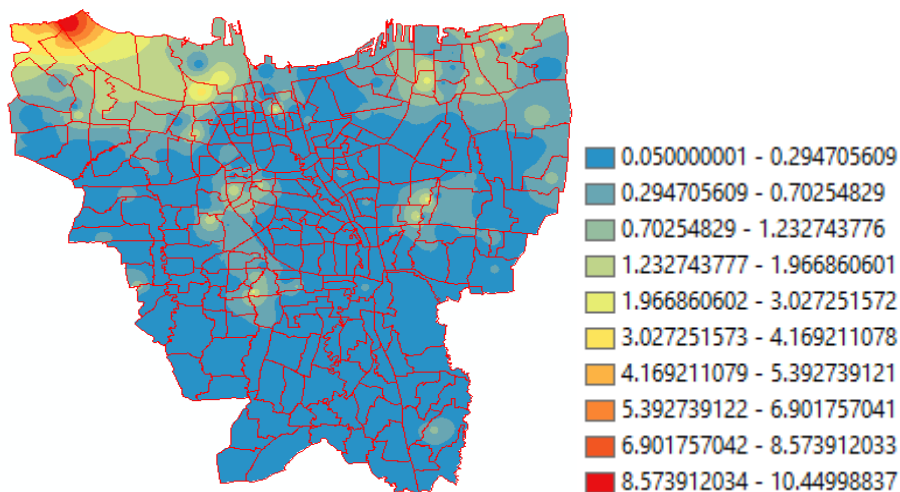 0.050000001 - 0.294705609
0.294705609 - 0.70254829
0.70254829 - 1.232743776
1.232743777 - 1.966860601
1.966860602 - 3.027251572
3.027251573 - 4.169211078
4.169211079 - 5.392739121
5.392739122 - 6.901757041
6.901757042 - 8.573912033
8.573912034 - 10.44998837